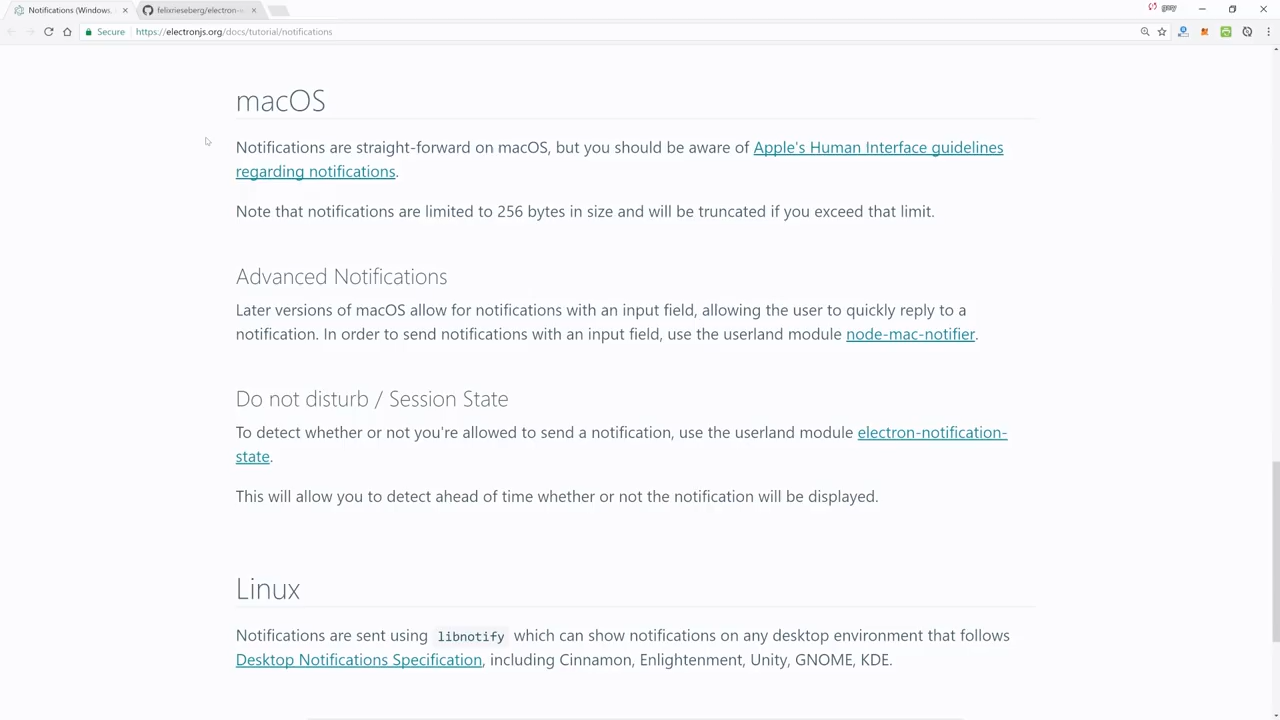 Notifications (Windows,
felixrieseberg/electron-
gary
Secure
https://electronjs.org/docs/tutorial/notifications
macOS
Notifications are straight-forward on macOS, but you should be aware of Apple's Human Interface guidelines
regarding notifications.
Note that notifications are limited to 256 bytes in size and will be truncated if you exceed that limit.
Advanced Notifications
Later versions of macOS allow for notifications with an input field, allowing the user to quickly reply to a
notification. In order to send notifications with an input field, use the userland module node-mac-notifier.
Do not disturb / Session State
To detect whether or not you're allowed to send a notification, use the userland module electron-notification-
state.
This will allow you to detect ahead of time whether or not the notification will be displayed.
Linux
Notifications are sent using libnotify which can show notifications on any desktop environment that follows
Desktop Notifications Specification, including Cinnamon, Enlightenment, Unity, GNOME, KDE.